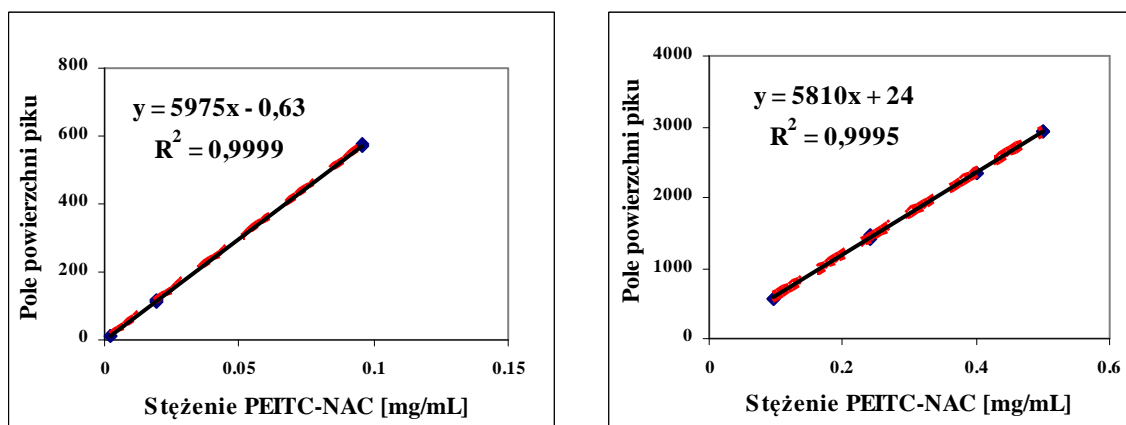 800
600
400
200
0
0
0.05
0.1
0.15
y = 5975x - 0,63
R² = 0,9999
Pole powierzchni piku
Stężenie PEITC-NAC [mg/mL]
4000
3000
2000
1000
0
0
0.2
0.4
0.6
y = 5810x + 24
R² = 0,9995
Pole powierzchni piku
Stężenie PEITC-NAC [mg/mL]